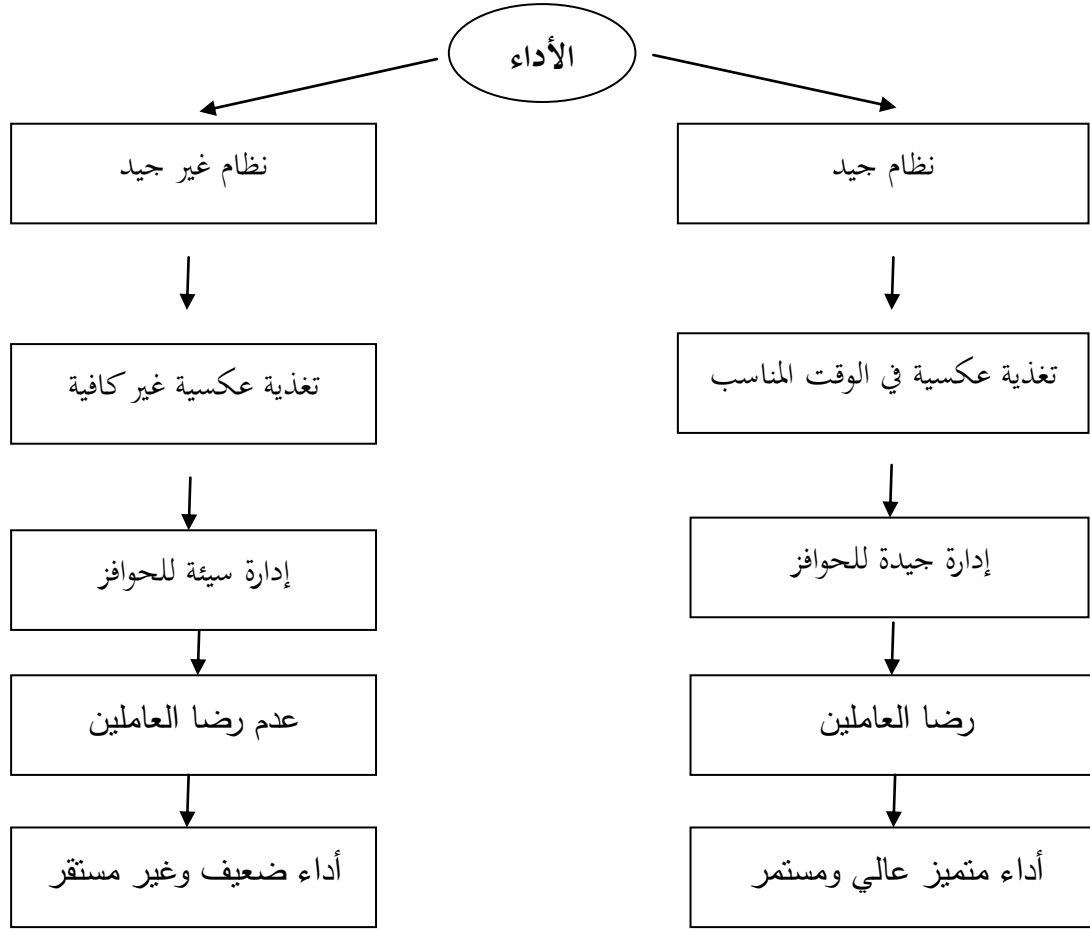 الأداء
نظام جيد
نظام غير جيد
تغذية عكسية في الوقت المناسب
تغذية عكسية غير كافية
إدارة جيدة للحوافز
إدارة سيئة للحوافز
رضا العاملين
عدم رضا العاملين
أداء متميز عالي ومستمر
أداء ضعيف وغير مستقر